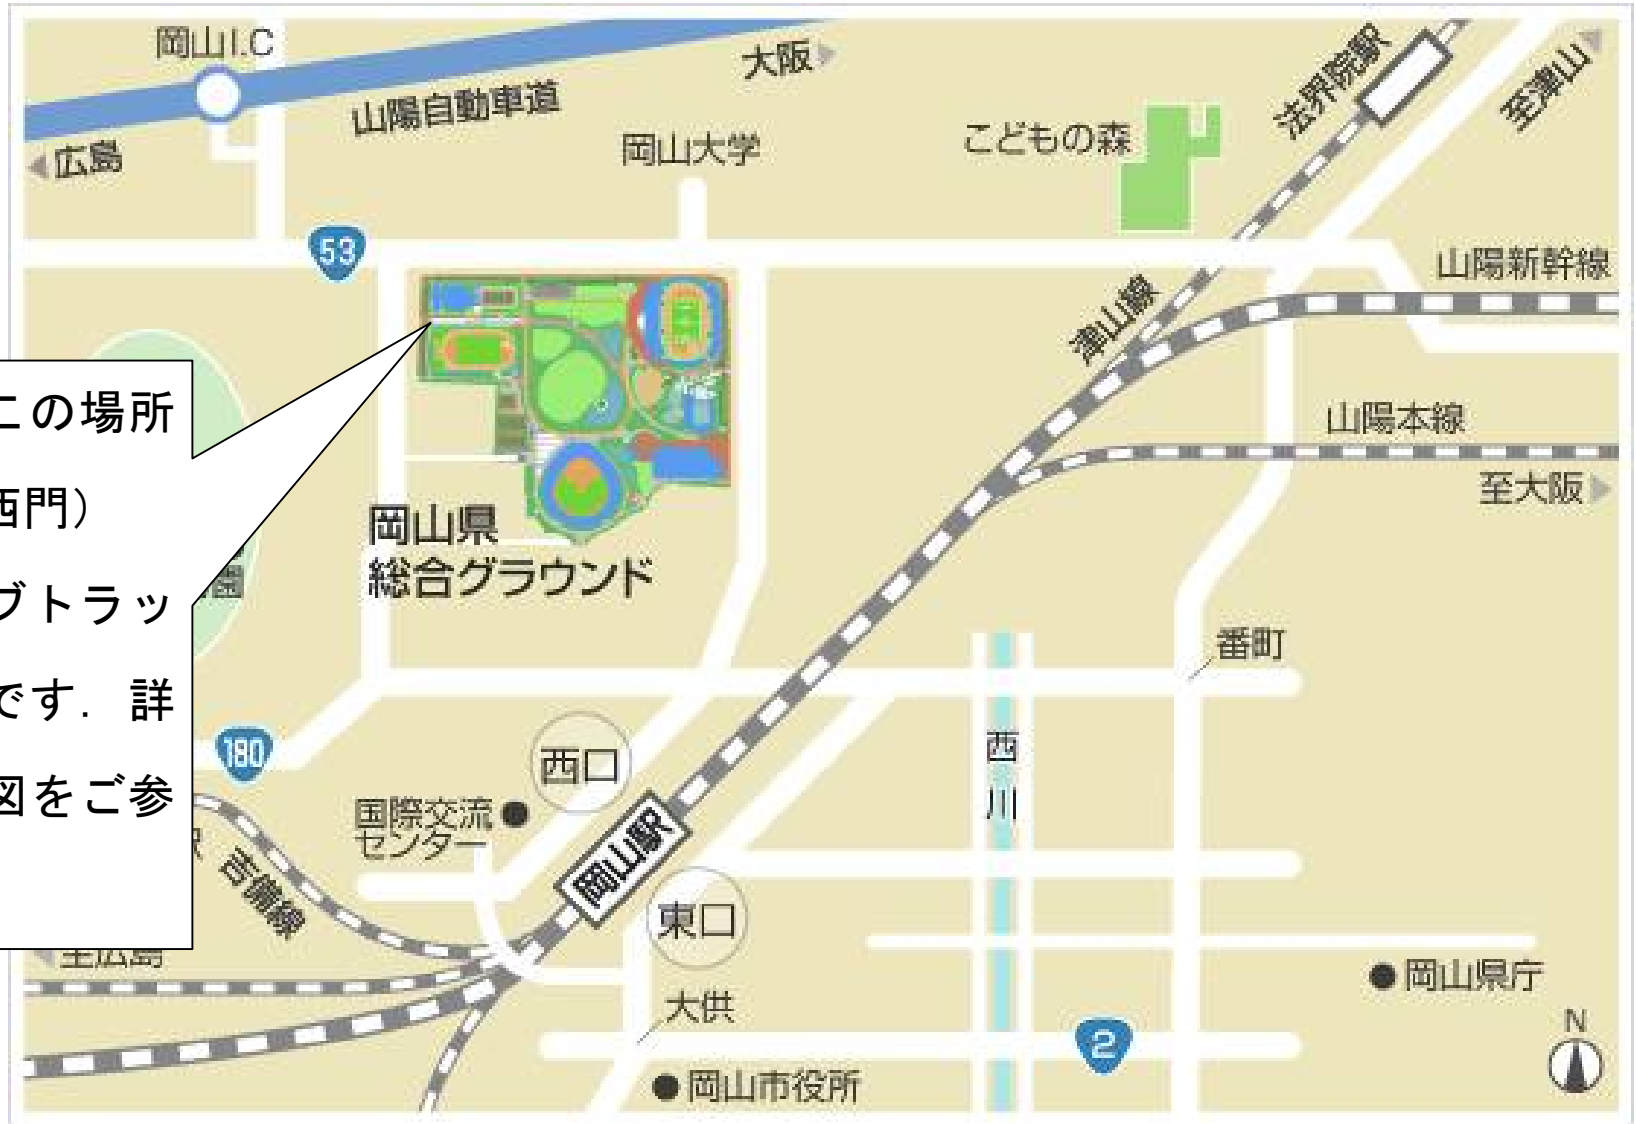 岡山I.C
大阪
山陽自動車道
広島
岡山大学
こどもの森
法界院駅
至津山
53
山陽新幹線
津山線
山陽本線
至大阪
この場所
西門)
ブトラッ
です. 詳
図をご参
園
岡山県
総合グラウンド
番町
180
西口
西川
国際交流
センター
岡山駅
吉備線
東口
至広島
岡山県庁
大供
2
N
岡山市役所